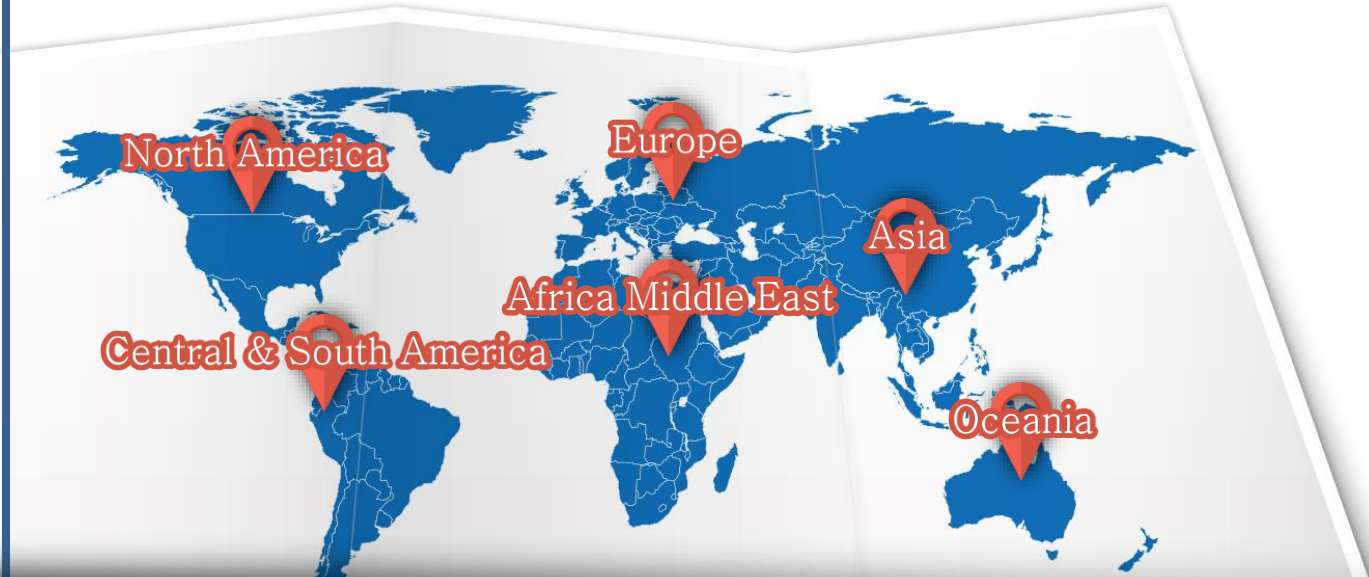 North America
Europe
Asia
Africa Middle East
Central & South America
Oceania